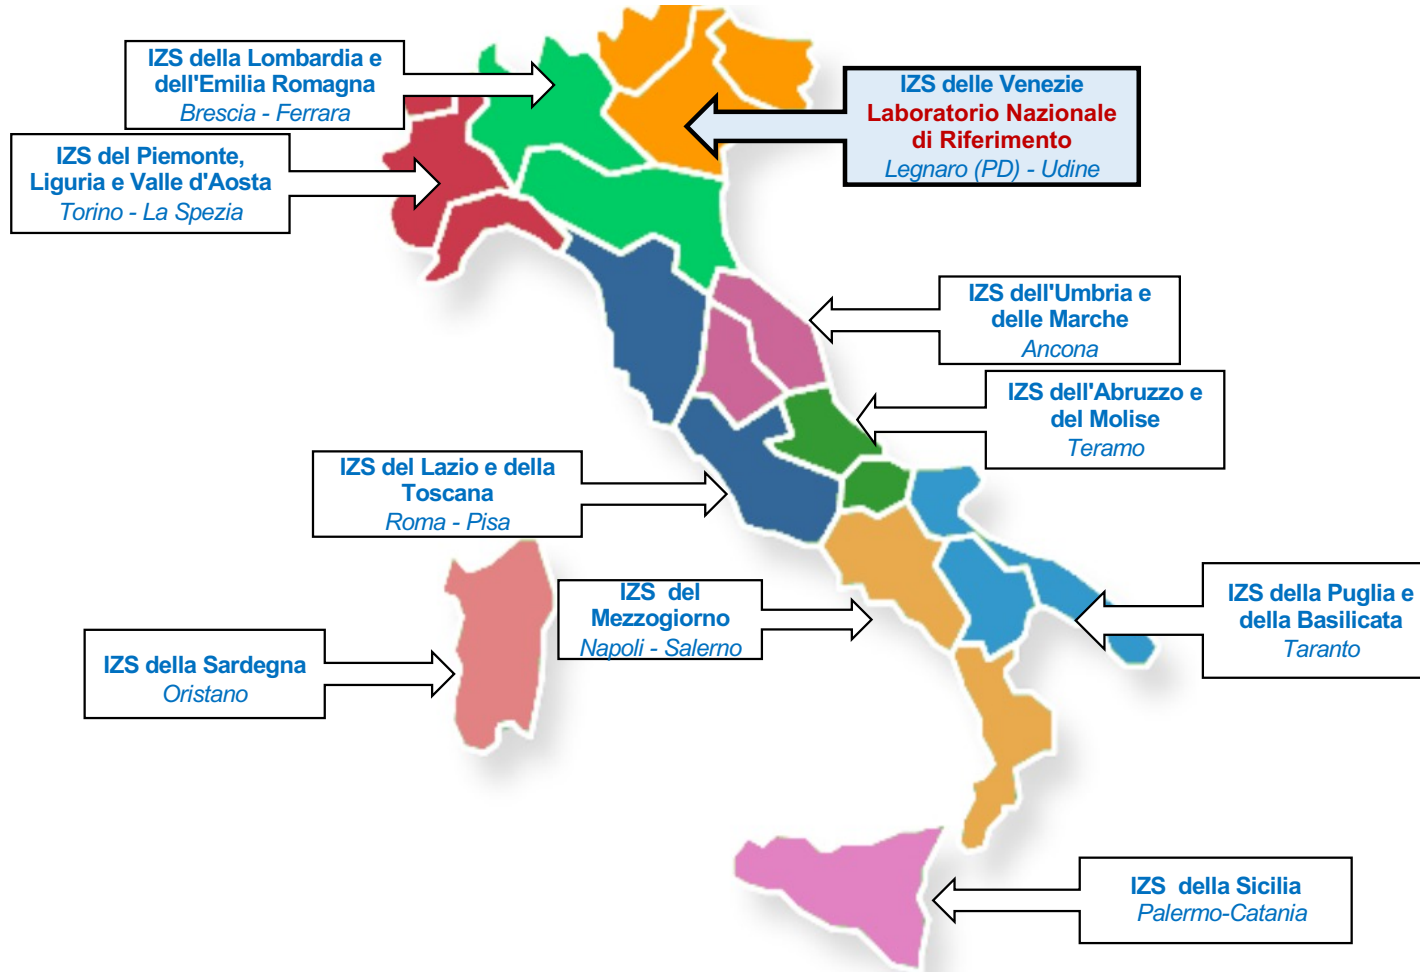 IZS della Lombardia e
dell'Emilia Romagna
Brescia - Ferrara
IZS delle Venezie
Laboratorio Nazionale
di Riferimento
Legnaro (PD) - Udine
IZS del Piemonte,
Liguria e Valle d'Aosta
Torino - La Spezia
IZS dell'Umbria e
delle Marche
Ancona
IZS dell'Abruzzo e
del Molise
Teramo
IZS del Lazio e della
Toscana
Roma - Pisa
IZS  del
Mezzogiorno
Napoli - Salerno
IZS della Puglia e
della Basilicata
Taranto
IZS della Sardegna
Oristano
IZS  della Sicilia
Palermo-Catania